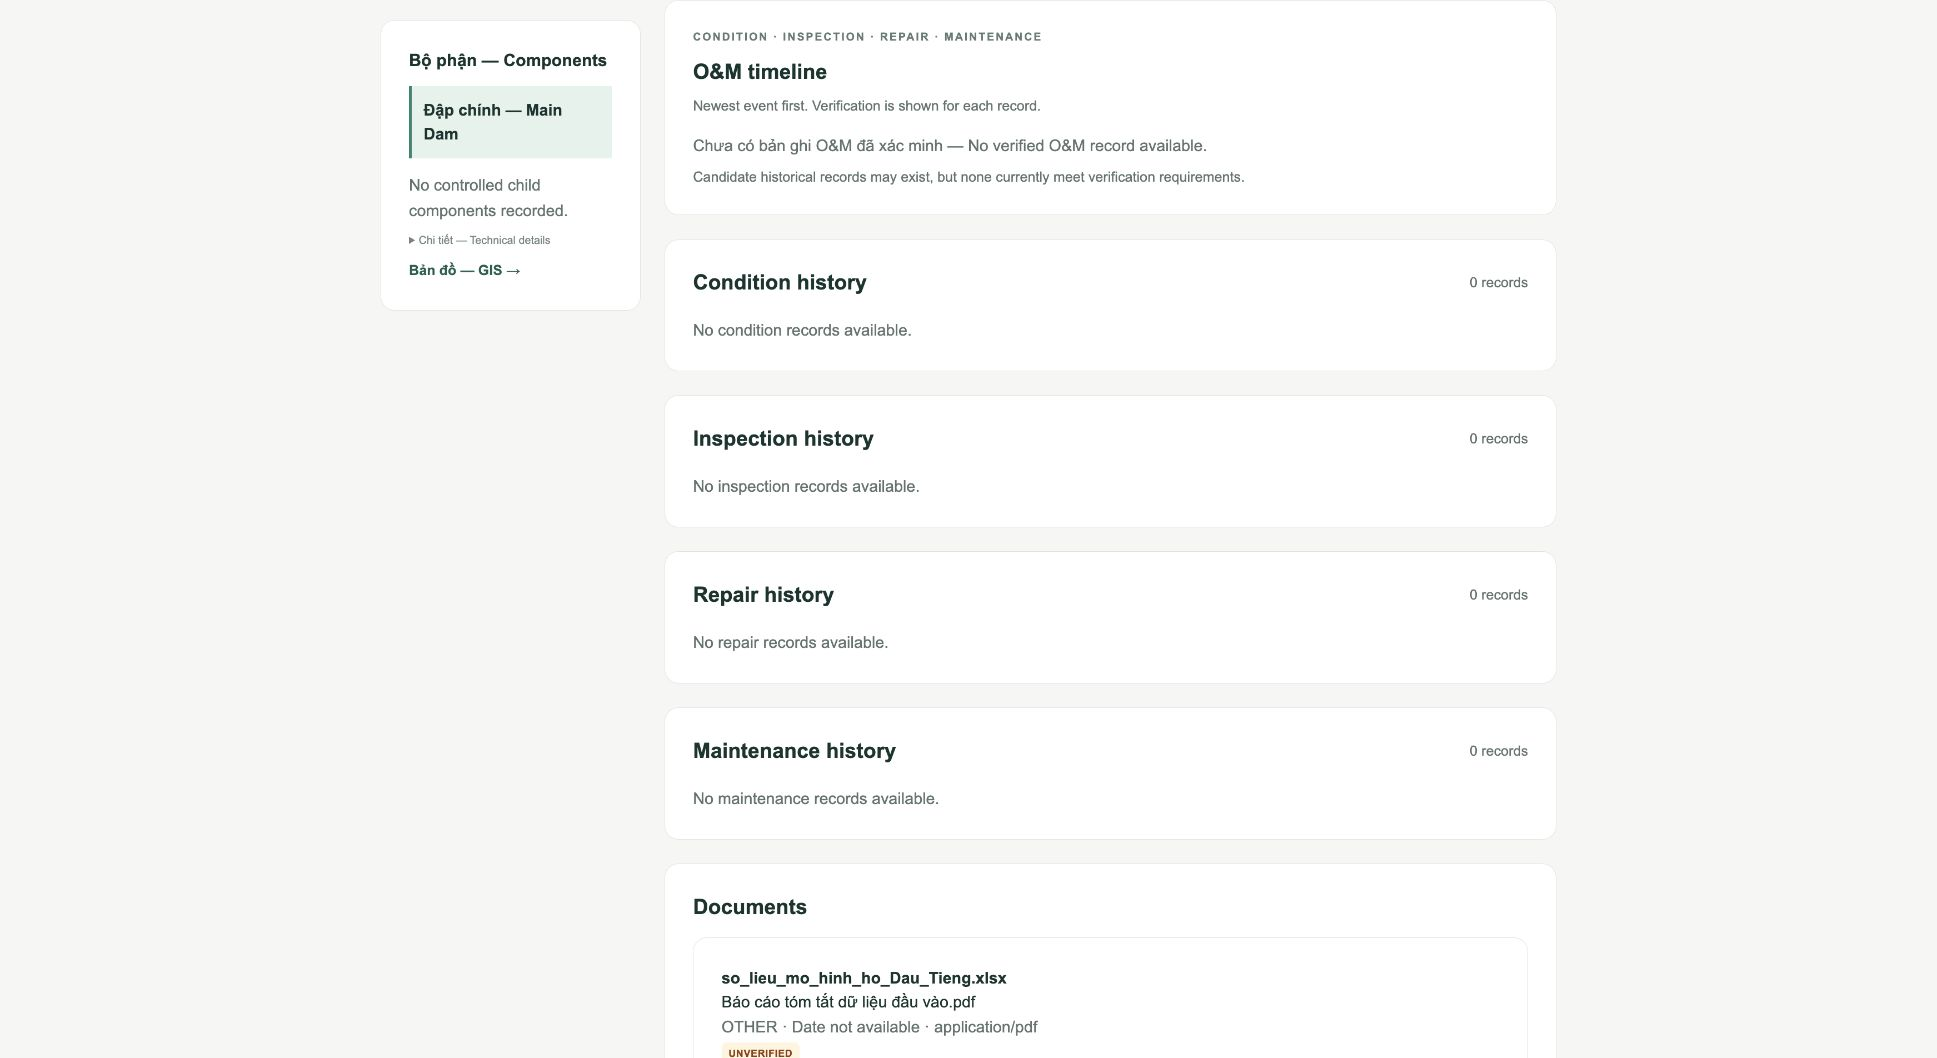 Bộ phận — Components
Đập chính — Main
Dam
No controlled child
components recorded.
▶ Chi tiết — Technical details
Bản đồ — GIS →
CONDITION · INSPECTION · REPAIR · MAINTENANCE
O&M timeline
Newest event first. Verification is shown for each record.
Chưa có bản ghi O&M đã xác minh — No verified O&M record available.
Candidate historical records may exist, but none currently meet verification requirements.
Condition history
0 records
No condition records available.
Inspection history
0 records
No inspection records available.
Repair history
0 records
No repair records available.
Maintenance history
0 records
No maintenance records available.
Documents
so_lieu_mo_hinh_ho_Dau_Tieng.xlsx
Báo cáo tóm tắt dữ liệu đầu vào.pdf
OTHER · Date not available · application/pdf
UNVERIFIED